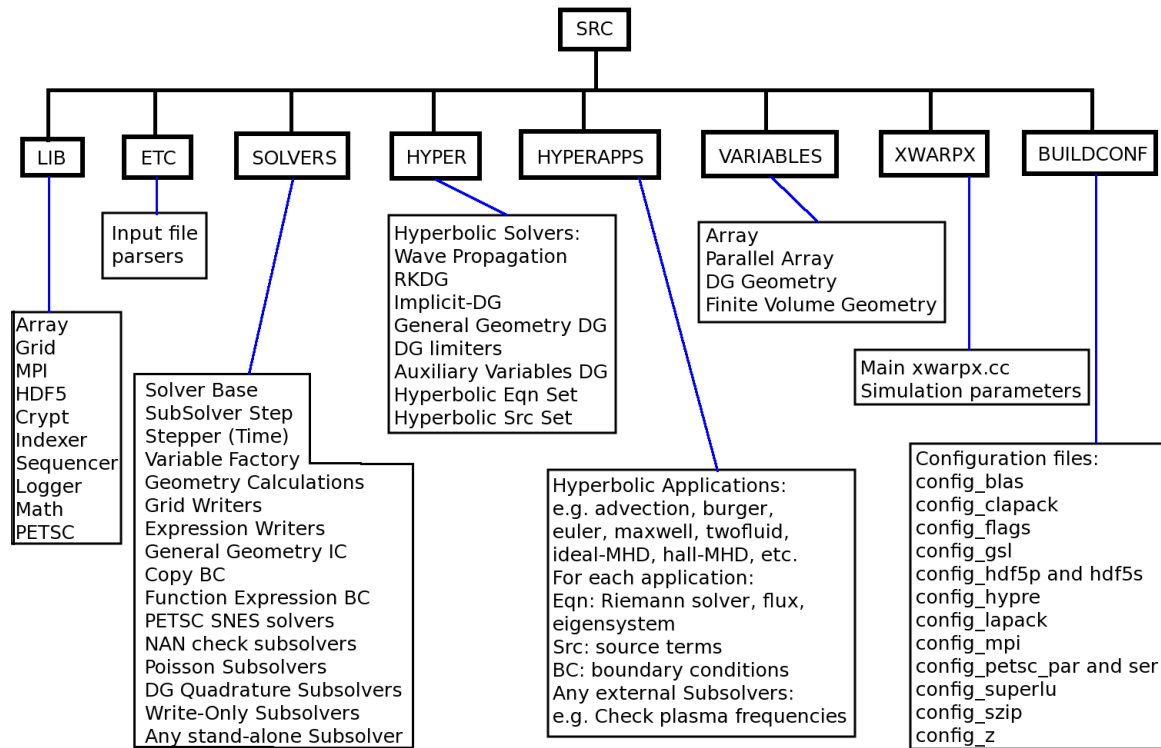 SRC
LIB
ETC
SOLVERS
HYPER
HYPERAPPS
VARIABLES
XWARPX
BUILDCONF
Input file
parsers
Array
Grid
MPI
HDF5
Crypt
Indexer
Sequencer
Logger
Math
PETSC
Solver Base
SubSolver Step
Stepper (Time)
Variable Factory
Geometry Calculations
Grid Writers
Expression Writers
General Geometry IC
Copy BC
Function Expression BC
PETSC SNES solvers
NAN check subsolvers
Poisson Subsolvers
DG Quadrature Subsolvers
Write-Only Subsolvers
Any stand-alone Subsolver
Hyperbolic Solvers:
Wave Propagation
RKDG
Implicit-DG
General Geometry DG
DG limiters
Auxiliary Variables DG
Hyperbolic Eqn Set
Hyperbolic Src Set
Hyperbolic Applications:
e.g. advection, burger,
euler, maxwell, twofluid,
ideal-MHD, hall-MHD, etc.
For each application:
Eqn: Riemann solver, flux,
eigensystem
Src: source terms
BC: boundary conditions
Any external Subsolvers:
e.g. Check plasma frequencies
Array
Parallel Array
DG Geometry
Finite Volume Geometry
Main xwarpx.cc
Simulation parameters
Configuration files:
config_blas
config_clapack
config_flags
config_gsl
config_hdf5p and hdf5s
config_hypre
config_lapack
config_mpi
config_petsc_par and ser
config_superlu
config_szip
config_z